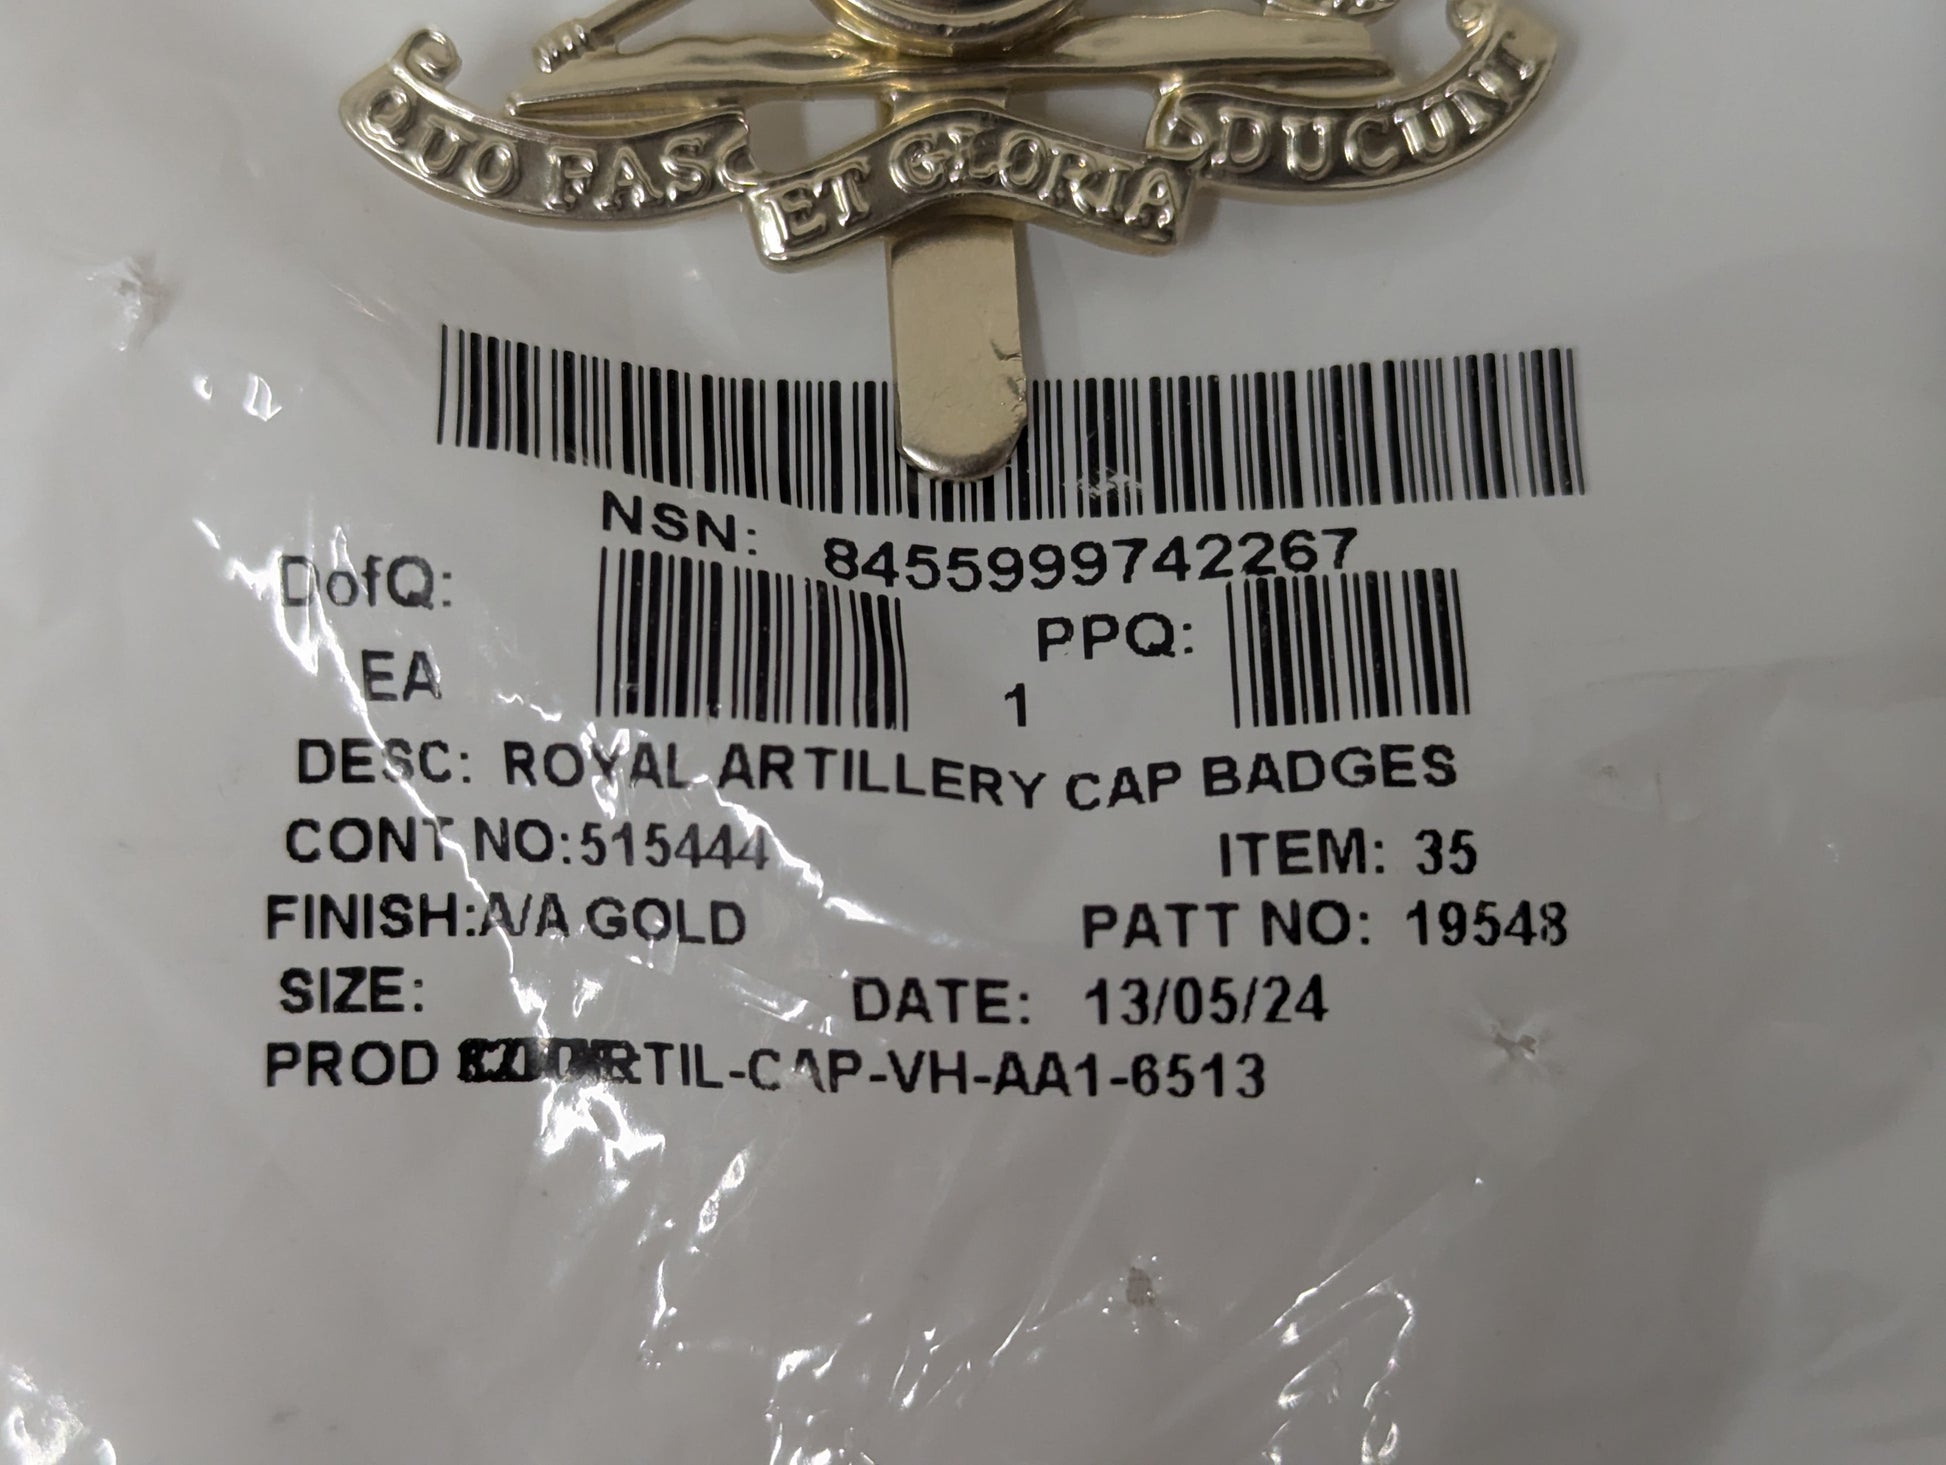 QUO FAS ET GLORIA DUCUNT
NSN: 8455999742267
DofQ:
EA
PPQ:
1
DESC: ROYAL ARTILLERY CAP BADGES
CONT NO:515444 ITEM: 35
FINISH:A/A GOLD PATT NO: 19548
SIZE: DATE: 13/05/24
PROD RTIL-CAP-VH-AA1-6513